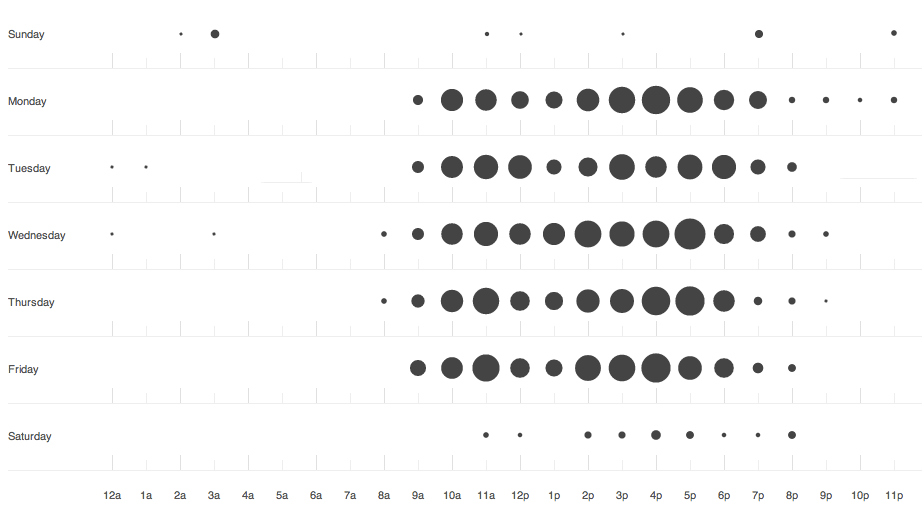 Sunday
Monday
Tuesday
Wednesday
Thursday
Friday
Saturday
12a 1a 2a 3a 4a 5a 6a 7a 8a 9a 10a 11a 12p 1p 2p 3p 4p 5p 6p 7p 8p 9p 10p 11p